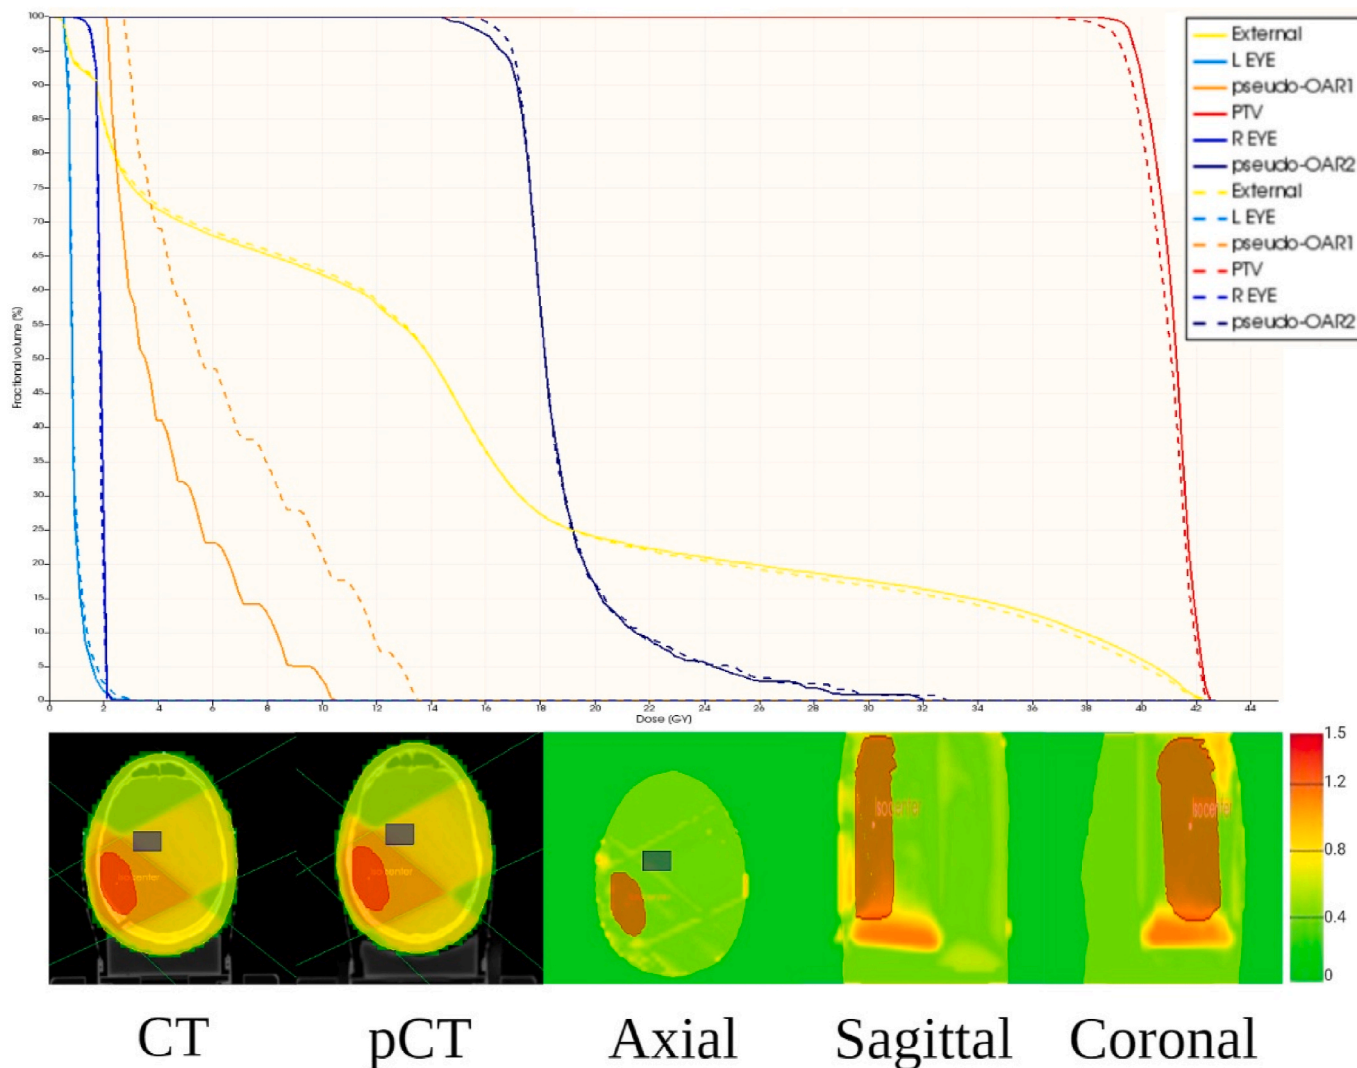 100
95
90
85
80
75
70
65
60
55
50
45
40
35
30
25
20
15
10
5
0
Fractional volume (%)
0 2 4 6 8 10 12 14 16 18 20 22 24 26 28 30 32 34 36 38 40 42 44
Dose (GY)
External
L EYE
pseudo-OAR1
PTV
R EYE
pseudo-OAR2
External
L EYE
pseudo-OAR1
PTV
R EYE
pseudo-OAR2
isocenter
isocenter
Isocenter
Isocenter
1.5
1.2
0.8
0.4
0
CT pCT Axial Sagittal Coronal